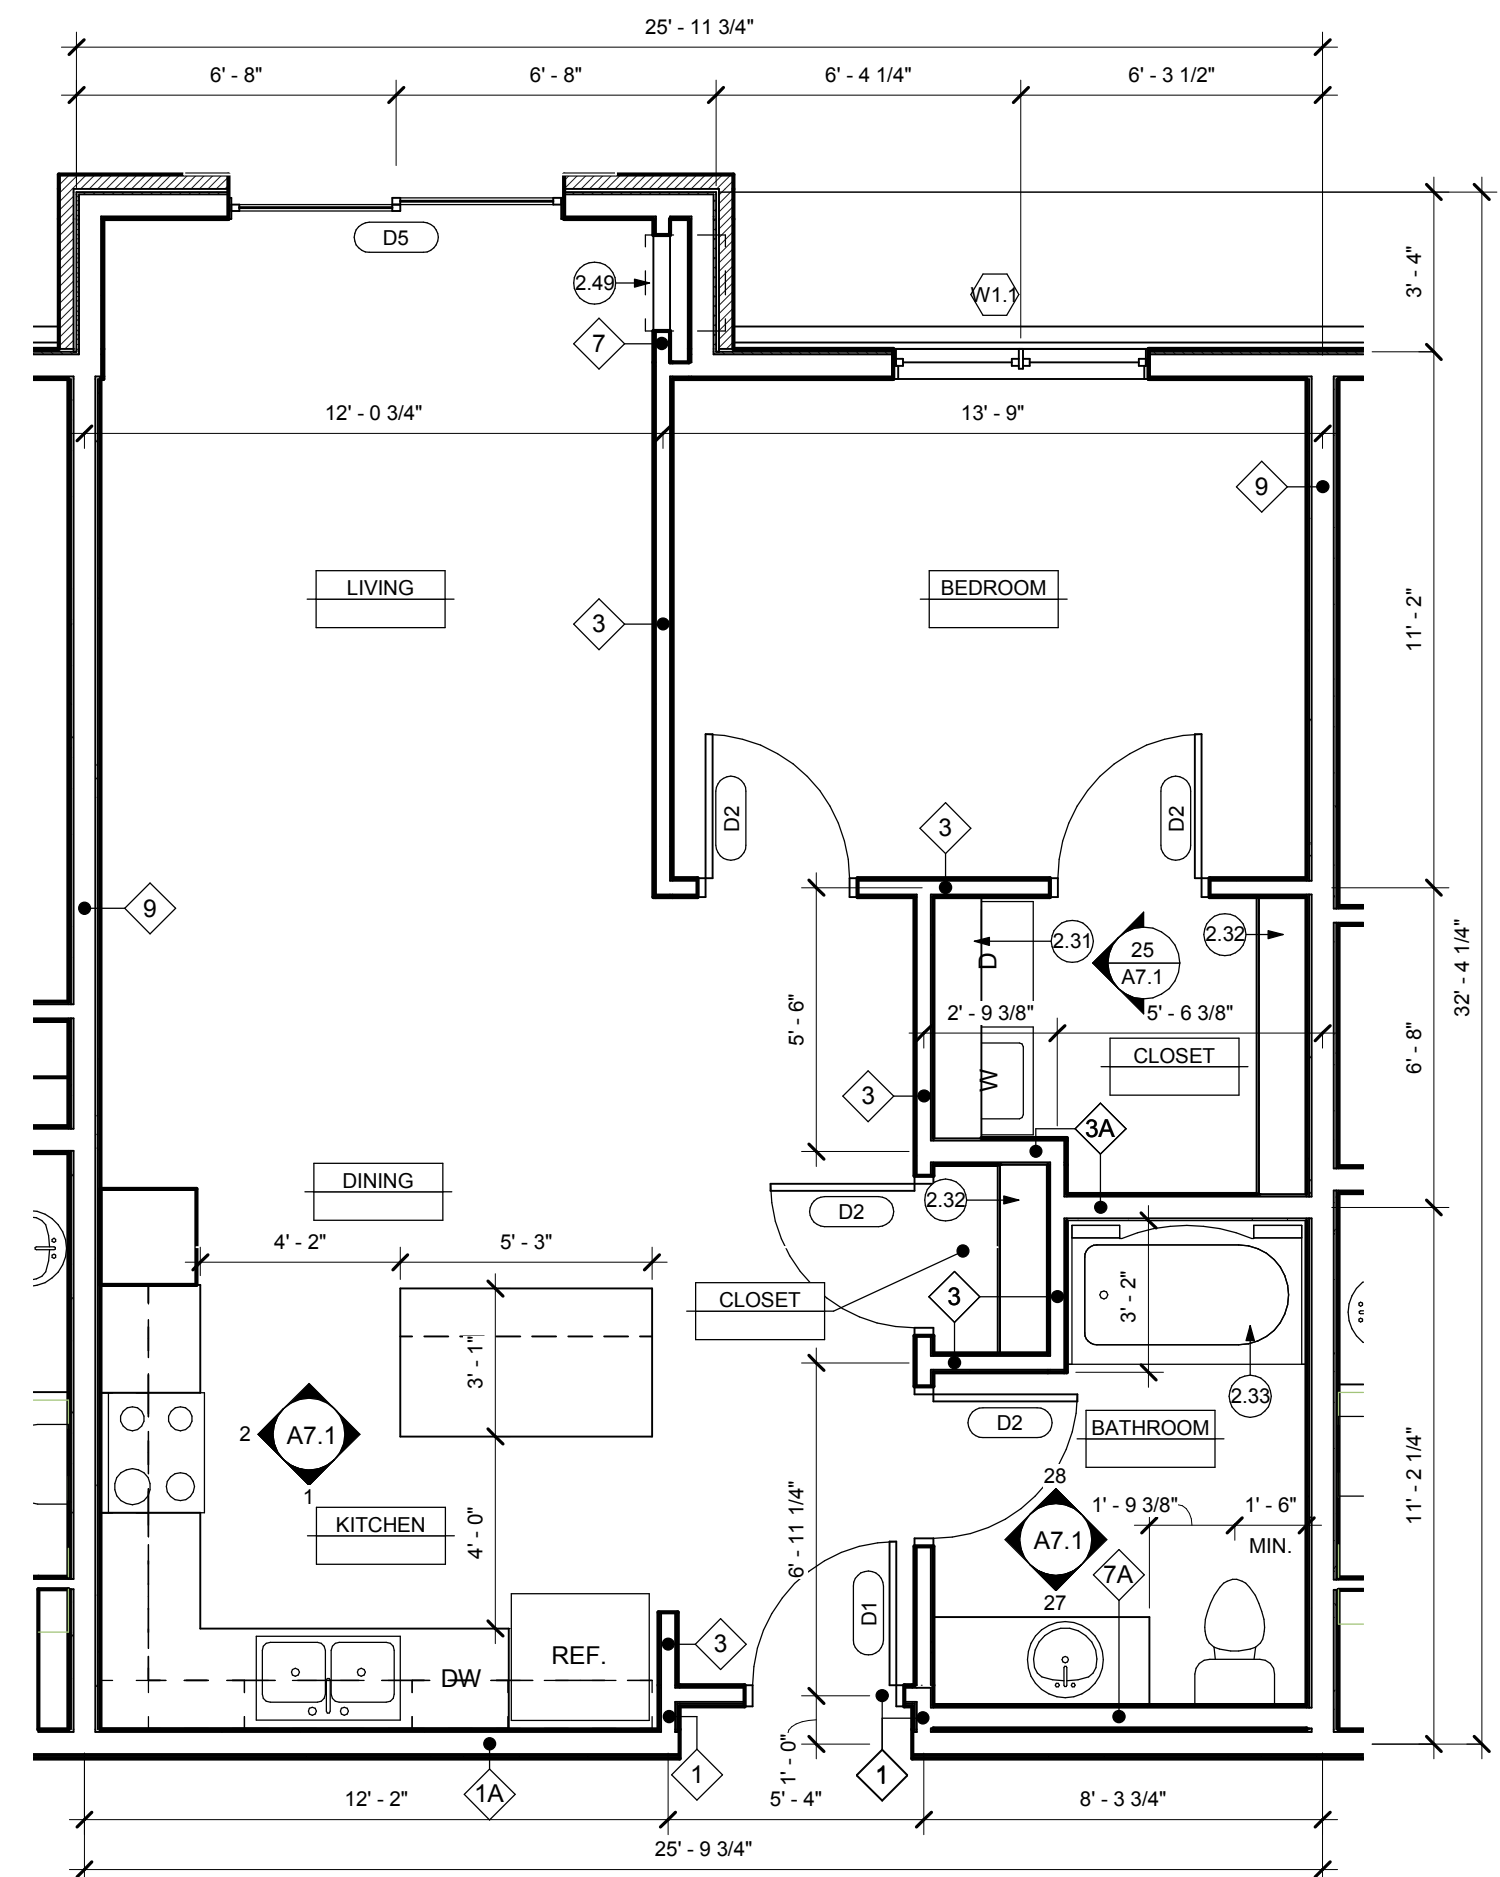 25' - 11 3/4"
6' - 8"
6' - 8"
6' - 4 1/4"
6' - 3 1/2"
D5
2.49
W1.1
3' - 4"
7
12' - 0 3/4"
13' - 9"
9
LIVING
BEDROOM
11' - 2"
3
D2
D2
3
9
2.31
25
A7.1
2.32
D
32' - 4 1/4"
5' - 6"
2' - 9 3/8"
5' - 6 3/8"
6' - 8"
CLOSET
W
3
3A
DINING
2.32
D2
4' - 2"
5' - 3"
CLOSET
3
3' - 2"
3' - 1"
2.33
2
A7.1
1
D2
BATHROOM
28
KITCHEN
4' - 0"
6' - 11 1/4"
1' - 9 3/8"
1' - 6"
MIN.
11' - 2 1/4"
A7.1
7A
27
D1
3
REF.
DW
1' - 0"
1
1
1A
12' - 2"
5' - 4"
8' - 3 3/4"
25' - 9 3/4"